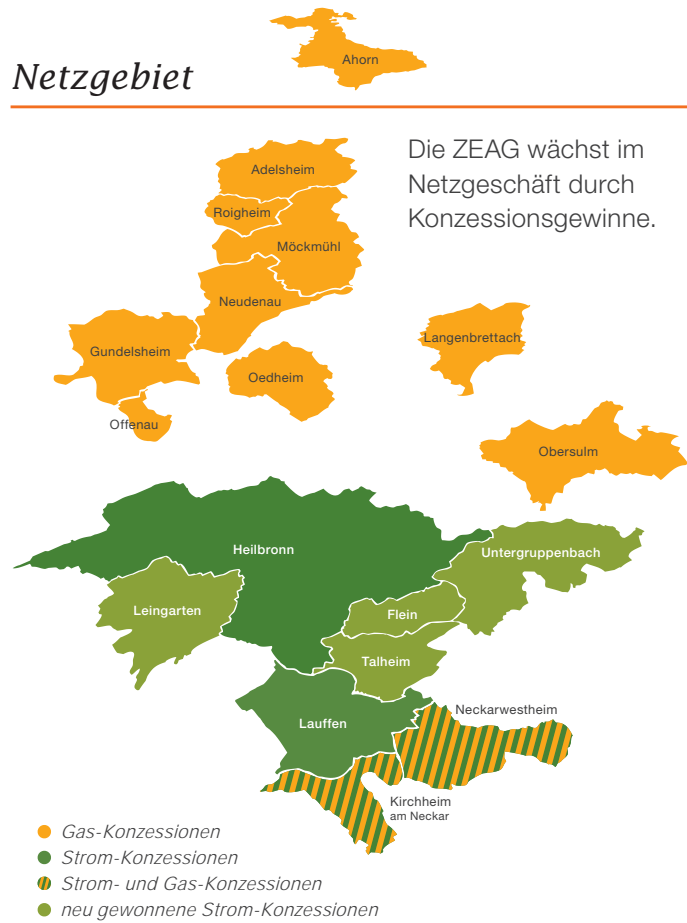 Ahorn
Netzgebiet
Die ZEAG wächst im
Netzgeschäft durch
Konzessionsgewinne.
Adelsheim
Roigheim
Möckmühl
Neudenau
Gundelsheim
Langenbrettach
Oedheim
Offenau
Obersulm
Heilbronn
Untergruppenbach
Leingarten
Flein
Talheim
Neckarwestheim
Lauffen
Kirchheim
am Neckar
Gas-Konzessionen
Strom-Konzessionen
Strom- und Gas-Konzessionen
neu gewonnene Strom-Konzessionen